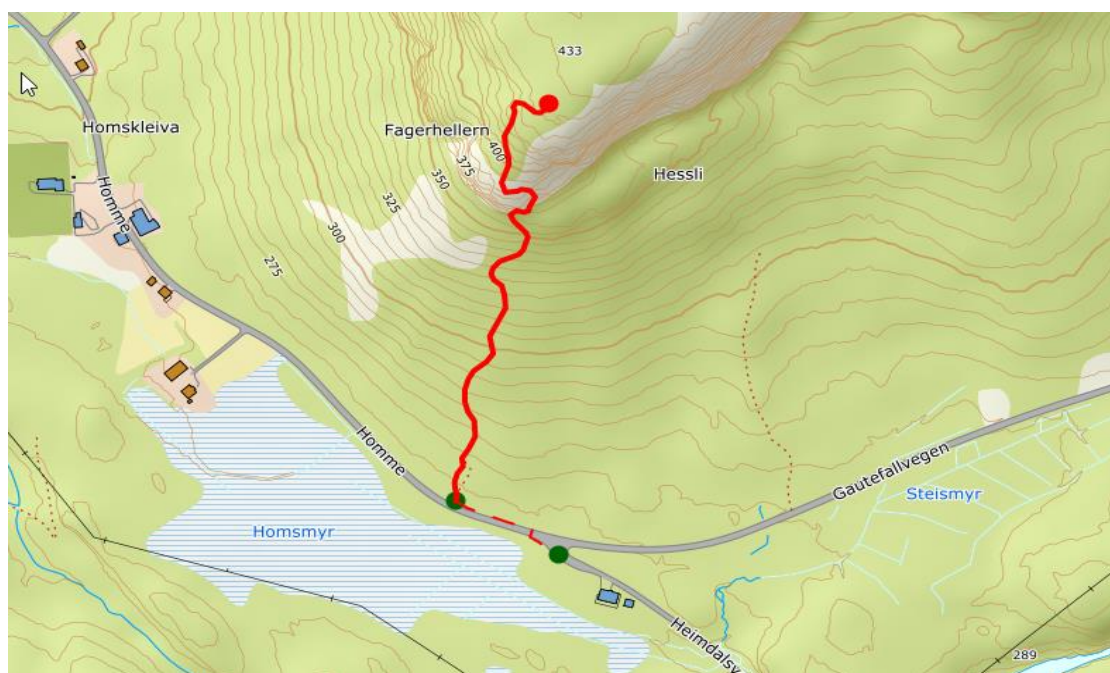 433
Homskleiva
Fagerhellern
400
375
350
325
300
275
Hessli
Homme
Homme
Gautefallvegen
Steismyr
Homsmyr
Heimdalsv
289